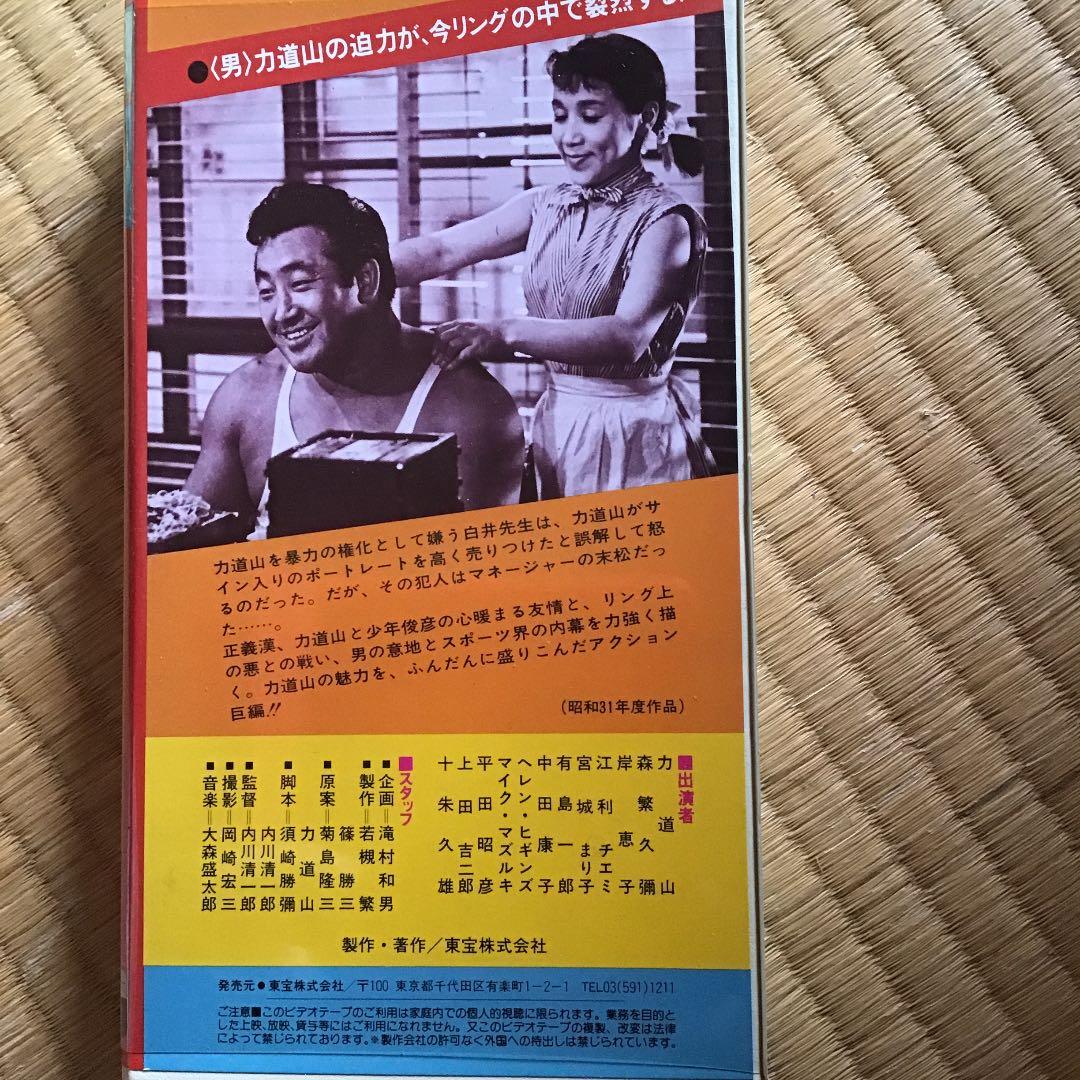 ●〈男〉力道山の迫力が、今リングの中で裂烈する
力道山を暴力の権化として嫌う白井先生は、力道山がサ
イン入りのポートレートを高く売りつけたと誤解して怒
るのだった。だが、その犯人はマネージャーの末松だっ
た……。
正義漢、力道山と少年俊彦の心暖まる友情と、リング上
の悪との戦い、男の意地とスポーツ界の内幕を力強く描
く。力道山の魅力を、ふんだんに盛りこんだアクション
巨編!!
(昭和31年度作品)
■出演者
力道山
森繁久彌
岸恵子
江利チエミ
宮城まり子
有島一郎
中田康子
ヘレン・ヒギンズ
マイク・マズルキ
平田昭彦
上田吉二郎
十朱久雄
■スタッフ
■企画＝滝村和男
■製作＝若槻繁
篠勝三
■原案＝菊島隆三
力道山
■脚本＝須崎勝彌
内川清一郎
■監督＝内川清一郎
■撮影＝岡崎宏三
■音楽＝大森盛太郎
製作・著作／東宝株式会社
発売元●東宝株式会社／〒100 東京都千代田区有楽町1-2-1 TEL03(591)1211
ご注意■このビデオテープのご利用は家庭内での個人的視聴に限られます。業務を目的と
した上映、放映、貸与等にはご利用になれません。又このビデオテープの複製、改変は法律
によって禁じられております。※製作会社の許可なく外国への持出しは禁じられています。